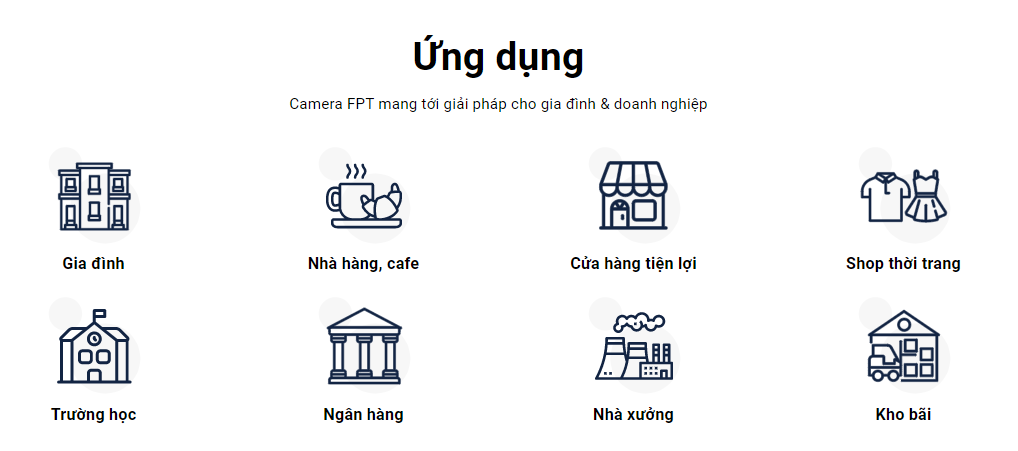 Ứng dụng
Camera FPT mang tới giải pháp cho gia đình & doanh nghiệp
Gia đình
Nhà hàng, cafe
Cửa hàng tiện lợi
Shop thời trang
Trường học
Ngân hàng
Nhà xưởng
Kho bãi